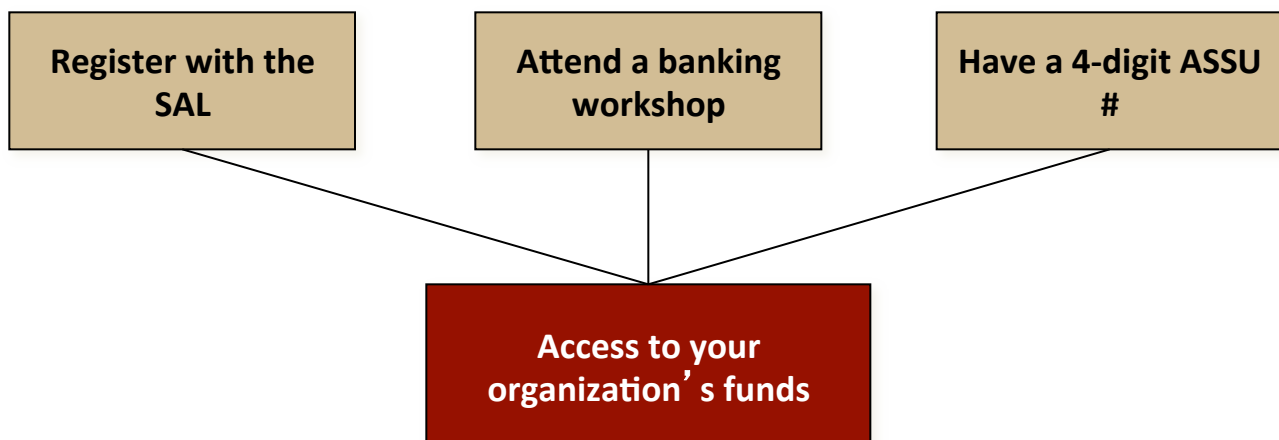 Register with the
SAL
Attend a banking
workshop
Have a 4-digit ASSU
#
Access to your
organization’s funds